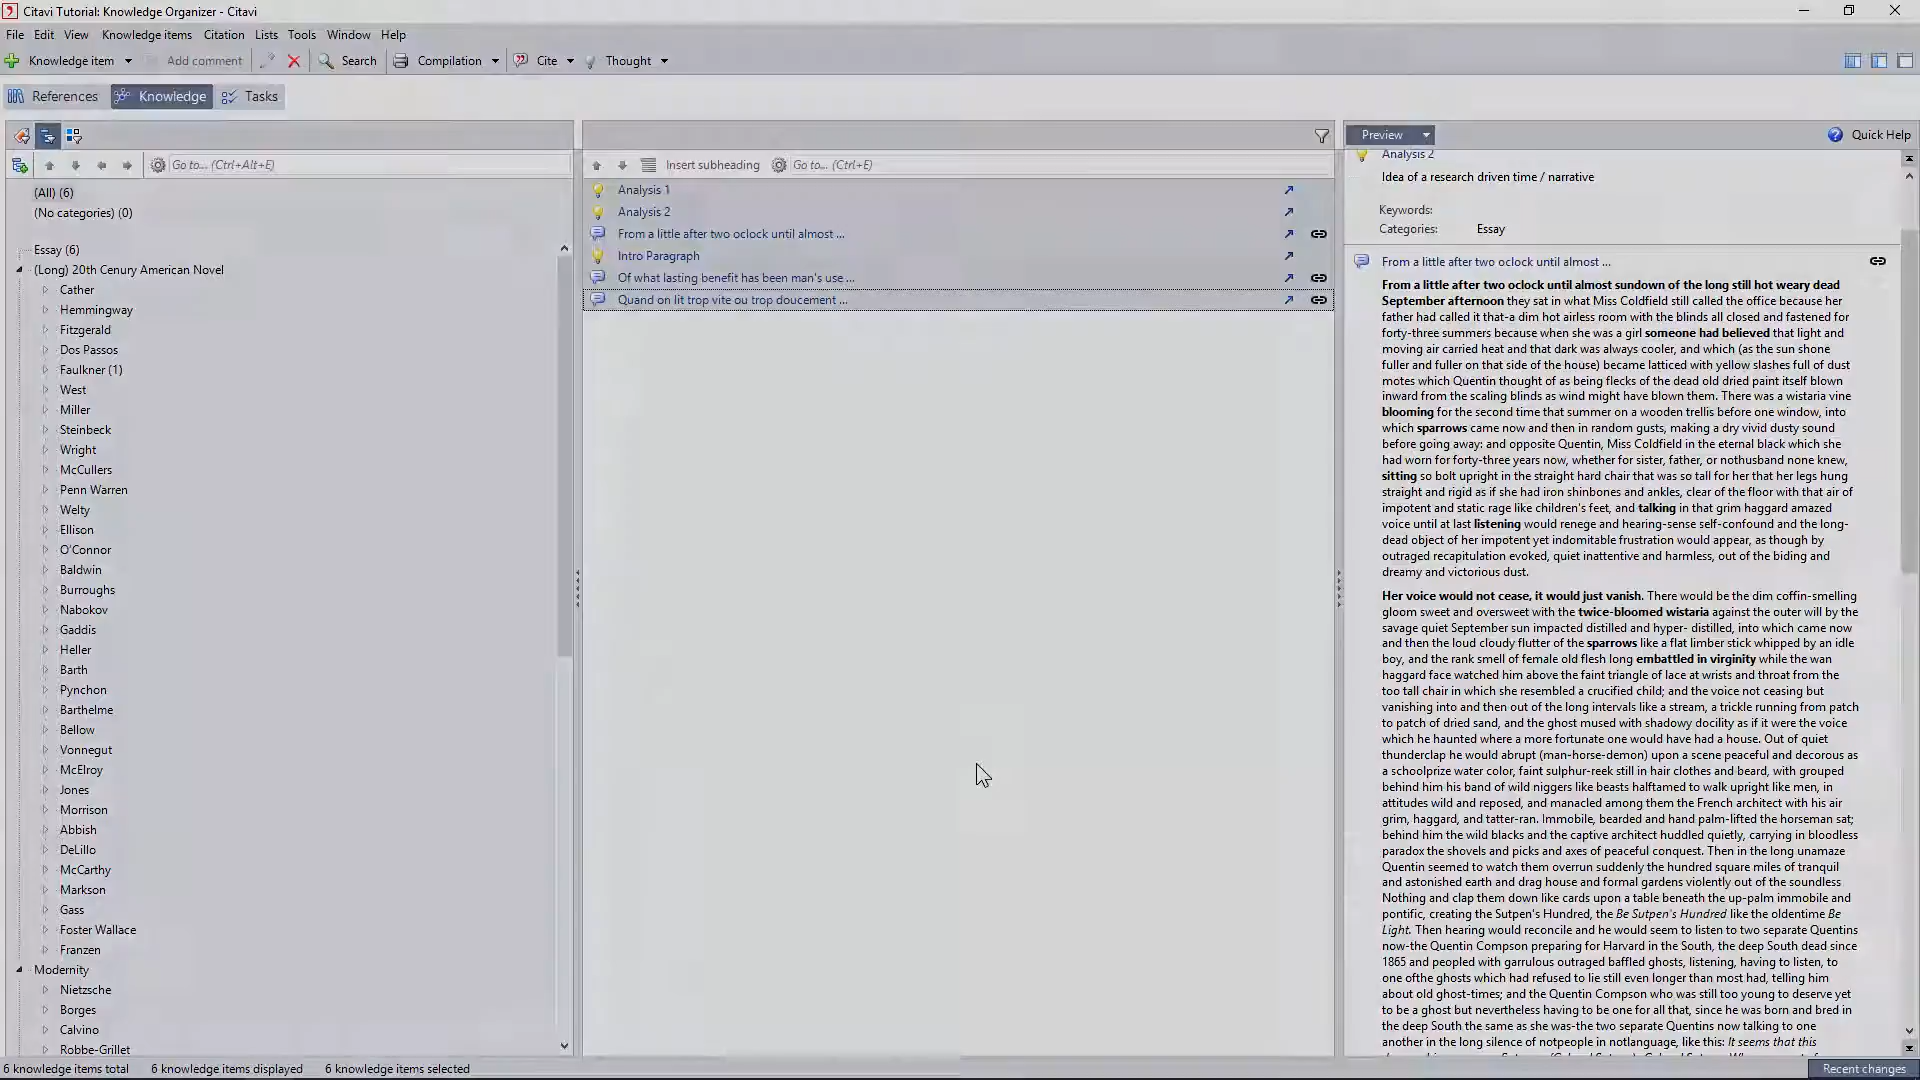 Citavi Tutorial: Knowledge Organizer - Citavi
File Edit View Knowledge items Citation Lists Tools Window Help
Knowledge item Add comment Search Compilation Cite Thought
References Knowledge Tasks
Preview Quick Help
Go to... (Ctrl+Alt+E)
(All) (6)
(No categories) (0)
Essay (6)
(Long) 20th Cenury American Novel
Cather
Hemmingway
Fitzgerald
Dos Passos
Faulkner (1)
West
Miller
Steinbeck
Wright
McCullers
Penn Warren
Welty
Ellison
O'Connor
Baldwin
Burroughs
Nabokov
Gaddis
Heller
Barth
Pynchon
Barthelme
Bellow
Vonnegut
McElroy
Jones
Morrison
Abbish
DeLillo
McCarthy
Markson
Gass
Foster Wallace
Franzen
Modernity
Nietzsche
Borges
Calvino
Robbe-Grillet
Insert subheading Go to... (Ctrl+E)
Analysis 1
Analysis 2
From a little after two oclock until almost ...
Intro Paragraph
Of what lasting benefit has been man's use ...
Quand on lit trop vite ou trop doucement ...
Analysis 2
Idea of a research driven time / narrative
Keywords:
Categories: Essay
From a little after two oclock until almost ...
From a little after two oclock until almost sundown of the long still hot weary dead
September afternoon they sat in what Miss Coldfield still called the office because her
father had called it that-a dim hot airless room with the blinds all closed and fastened for
forty-three summers because when she was a girl someone had believed that light and
moving air carried heat and that dark was always cooler, and which (as the sun shone
fuller and fuller on that side of the house) became latticed with yellow slashes full of dust
motes which Quentin thought of as being flecks of the dead old dried paint itself blown
inward from the scaling blinds as wind might have blown them. There was a wistaria vine
blooming for the second time that summer on a wooden trellis before one window, into
which sparrows came now and then in random gusts, making a dry vivid dusty sound
before going away: and opposite Quentin, Miss Coldfield in the eternal black which she
had worn for forty-three years now, whether for sister, father, or nothusband none knew,
sitting so bolt upright in the straight hard chair that was so tall for her that her legs hung
straight and rigid as if she had iron shinbones and ankles, clear of the floor with that air of
impotent and static rage like children's feet, and talking in that grim haggard amazed
voice until at last listening would renege and hearing-sense self-confound and the long-
dead object of her impotent yet indomitable frustration would appear, as though by
outraged recapitulation evoked, quiet inattentive and harmless, out of the biding and
dreamy and victorious dust.
Her voice would not cease, it would just vanish. There would be the dim coffin-smelling
gloom sweet and oversweet with the twice-bloomed wistaria against the outer will by the
savage quiet September sun impacted distilled and hyper- distilled, into which came now
and then the loud cloudy flutter of the sparrows like a flat limber stick whipped by an idle
boy, and the rank smell of female old flesh long embattled in virginity while the wan
haggard face watched him above the faint triangle of lace at wrists and throat from the
too tall chair in which she resembled a crucified child; and the voice not ceasing but
vanishing into and then out of the long intervals like a stream, a trickle running from patch
to patch of dried sand, and the ghost mused with shadowy docility as if it were the voice
which he haunted where a more fortunate one would have had a house. Out of quiet
thunderclap he would abrupt (man-horse-demon) upon a scene peaceful and decorous as
a schoolprize water color, faint sulphur-reek still in hair clothes and beard, with grouped
behind him his band of wild niggers like beasts halftamed to walk upright like men, in
attitudes wild and reposed, and manacled among them the French architect with his air
grim, haggard, and tatter-ran. Immobile, bearded and hand palm-lifted the horseman sat;
behind him the wild blacks and the captive architect huddled quietly, carrying in bloodless
paradox the shovels and picks and axes of peaceful conquest. Then in the long unamaze
Quentin seemed to watch them overrun suddenly the hundred square miles of tranquil
and astonished earth and drag house and formal gardens violently out of the soundless
Nothing and clap them down like cards upon a table beneath the up-palm immobile and
pontific, creating the Sutpen's Hundred, the Be Sutpen's Hundred like the oldentime Be
Light. Then hearing would reconcile and he would seem to listen to two separate Quentins
now-the Quentin Compson preparing for Harvard in the South, the deep South dead since
1865 and peopled with garrulous outraged baffled ghosts, listening, having to listen, to
one ofthe ghosts which had refused to lie still even longer than most had, telling him
about old ghost-times; and the Quentin Compson who was still too young to deserve yet
to be a ghost but nevertheless having to be one for all that, since he was born and bred in
the deep South the same as she was-the two separate Quentins now talking to one
another in the long silence of notpeople in notlanguage, like this: It seems that this
6 knowledge items total 6 knowledge items displayed 6 knowledge items selected
Recent changes